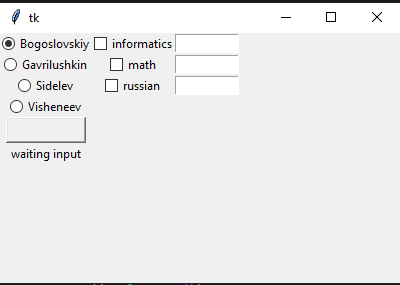 tk
Bogoslovskiy informatics
Gavrilushkin math
Sidelev russian
Visheneev
waiting input